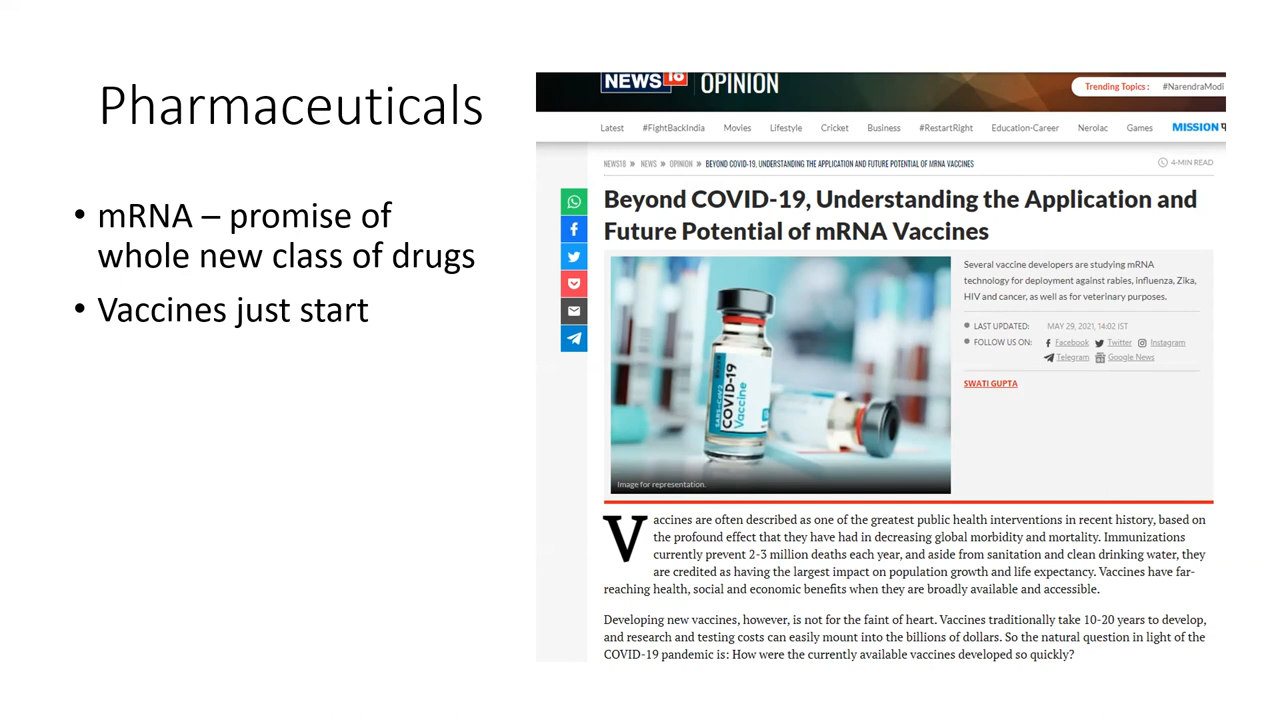 Pharmaceuticals
• mRNA – promise of
whole new class of drugs
• Vaccines just start
NEWS 18 OPINION
Trending Topics : #NarendraModi
Latest #FightBackIndia Movies Lifestyle Cricket Business #RestartRight Education-Career Nerolac Games MISSION
NEWS18 » NEWS » OPINION » BEYOND COVID-19, UNDERSTANDING THE APPLICATION AND FUTURE POTENTIAL OF MRNA VACCINES
4-MIN READ
Beyond COVID-19, Understanding the Application and
Future Potential of mRNA Vaccines
SARS-CoV-2
COVID-19
Vaccine
Image for representation.
Several vaccine developers are studying mRNA
technology for deployment against rabies, influenza, Zika,
HIV and cancer, as well as for veterinary purposes.
LAST UPDATED: MAY 29, 2021, 14:02 IST
FOLLOW US ON: Facebook Twitter Instagram
Telegram Google News
SWATI GUPTA
Vaccines are often described as one of the greatest public health interventions in recent history, based on
the profound effect that they have had in decreasing global morbidity and mortality. Immunizations
currently prevent 2-3 million deaths each year, and aside from sanitation and clean drinking water, they
are credited as having the largest impact on population growth and life expectancy. Vaccines have far-
reaching health, social and economic benefits when they are broadly available and accessible.
Developing new vaccines, however, is not for the faint of heart. Vaccines traditionally take 10-20 years to develop,
and research and testing costs can easily mount into the billions of dollars. So the natural question in light of the
COVID-19 pandemic is: How were the currently available vaccines developed so quickly?